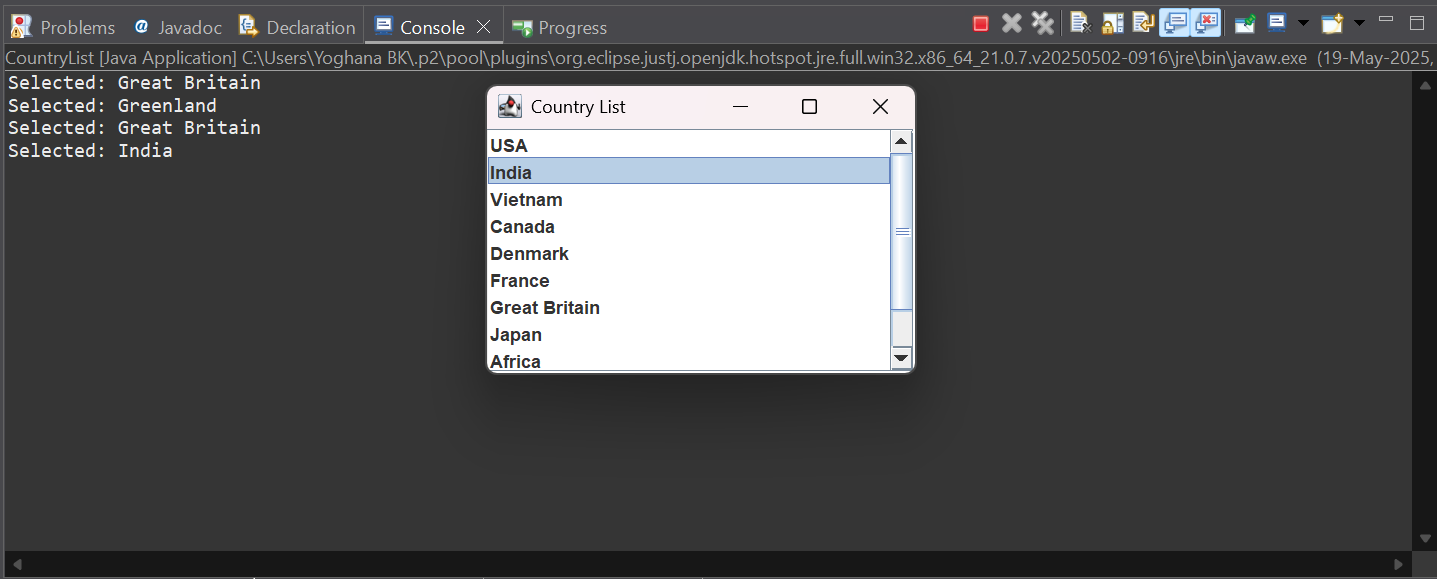 Problems Javadoc Declaration Console Progress
CountryList [Java Application] C:\Users\Yoghana BK\.p2\pool\plugins\org.eclipse.justj.openjdk.hotspot.jre.full.win32.x86_64_21.0.7.v20250502-0916\jre\bin\javaw.exe (19-May-2025,
Selected: Great Britain
Selected: Greenland
Selected: Great Britain
Selected: India
Country List
USA
India
Vietnam
Canada
Denmark
France
Great Britain
Japan
Africa